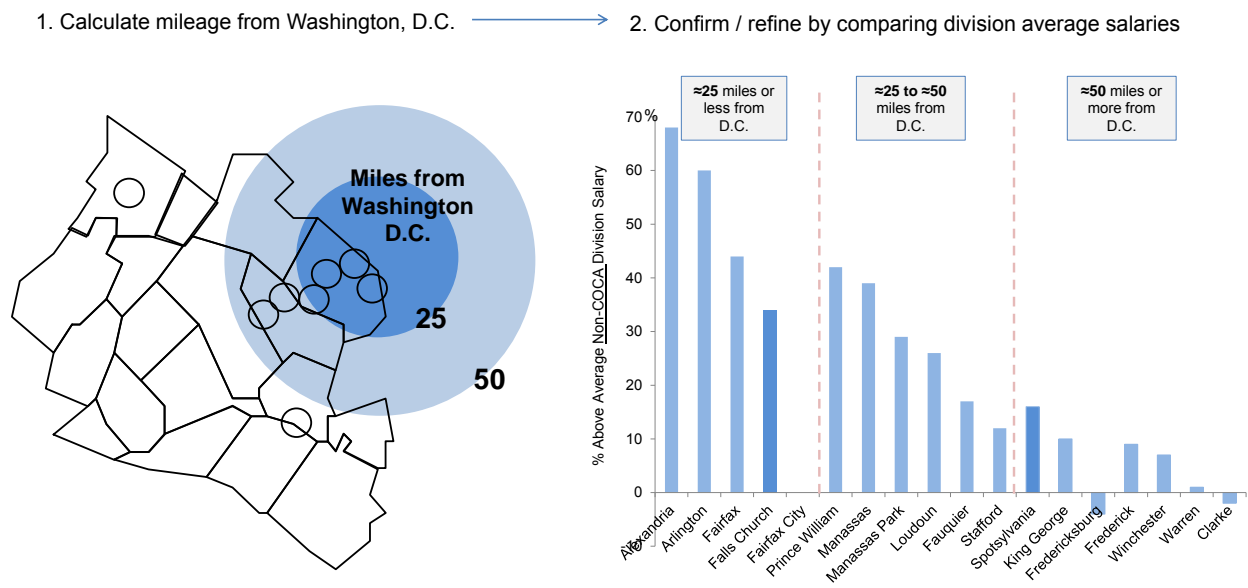 1. Calculate mileage from Washington, D.C.
2. Confirm / refine by comparing division average salaries
Miles from
Washington
D.C.
25
50
≈25 miles or
less from
D.C.
≈25 to ≈50
miles from
D.C.
≈50 miles or
more from
D.C.
% Above Average Non-COCA Division Salary
70%
60
50
40
30
20
10
0
Alexandria
Arlington
Fairfax
Falls Church
Fairfax City
Prince William
Manassas
Manassas Park
Loudoun
Fauquier
Stafford
Spotsylvania
King George
Fredericksburg
Frederick
Winchester
Warren
Clarke